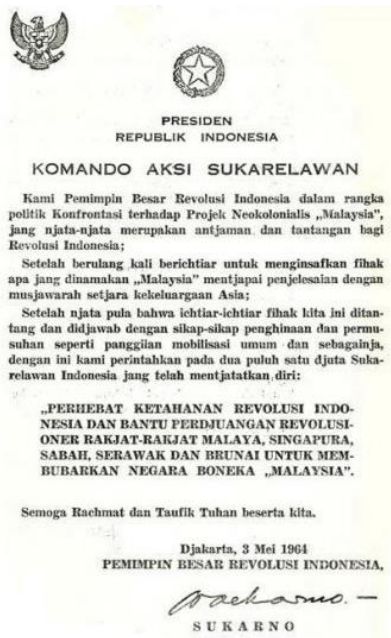 PRESIDEN
REPUBLIK INDONESIA
KOMANDO AKSI SUKARELAWAN
Kami Pemimpin Besar Revolusi Indonesia dalam rangka
politik Konfrontasi terhadap Projek Neokolonialis „Malaysia",
jang njata-njata merupakan antjaman dan tantangan bagi
Revolusi Indonesia;
Setelah berulang kali berichtiar untuk menginsafkan fihak
apa jang dinamakan „Malaysia" mentjapai penjelesaian dengan
musjawarah setjara kekeluargaan Asia;
Setelah njata pula bahwa ichtiar-ichtiar fihak kita ini ditan-
tang dan didjawab dengan sikap-sikap penghinaan dan permu-
suhan seperti panggiian mobilisasi umum dan sebagainja,
dengan ini kami perintahkan pada dua puluh satu djuta Suka-
relawan Indonesia jang telah mentjatatkan diri:
„PERHEBAT KETAHANAN REVOLUSI INDO-
NESIA DAN BANTU PERDJUANGAN REVOLUSI-
ONER RAKJAT-RAKJAT MALAYA, SINGAPURA,
SABAH, SERAWAK DAN BRUNAI UNTUK MEM-
BUBARKAN NEGARA BONEKA „MALAYSIA".
Semoga Rachmat dan Taufik Tuhan beserta kita.
Djakarta, 3 Mei 1964
PEMIMPIN BESAR REVOLUSI INDONESIA,
Soekarno.-
SUKARNO